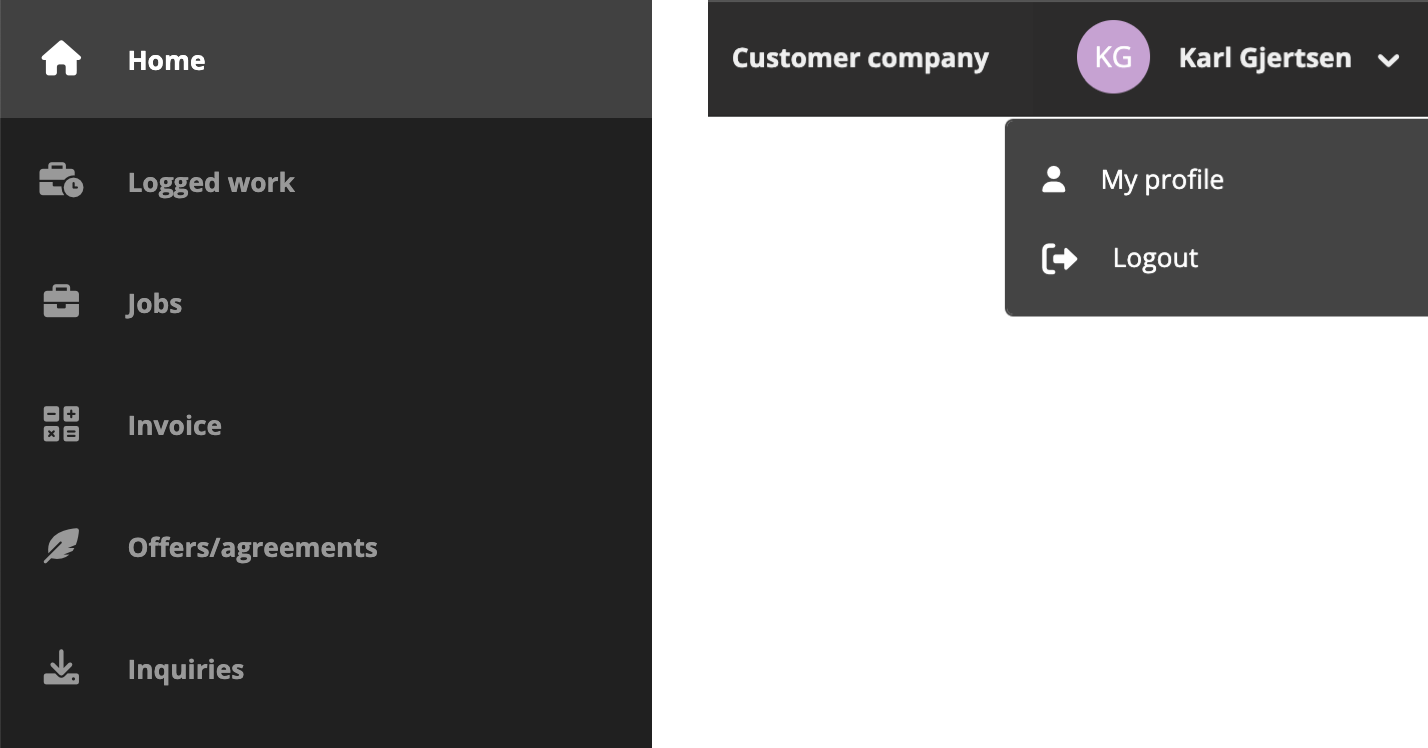 Home
Logged work
Jobs
Invoice
Offers/agreements
Inquiries
Customer company
KG
Karl Gjertsen
My profile
Logout